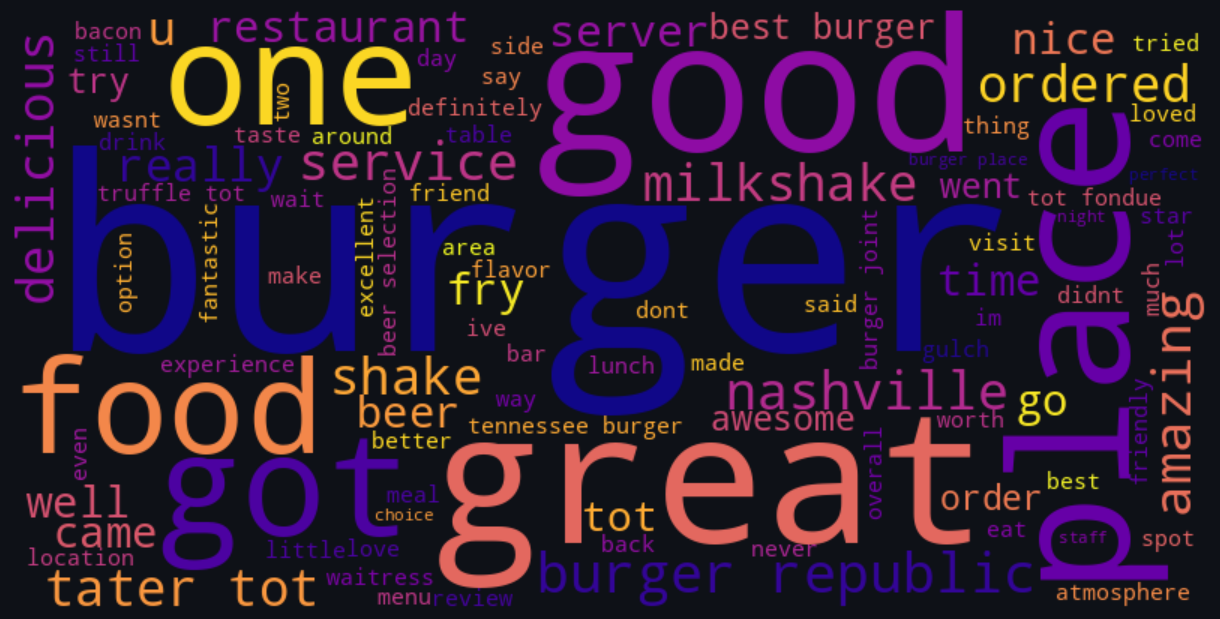 bacon
u
restaurant
server
best burger
nice
tried
still
one
day
side
good
ordered
try
say
delicious
two
definitely
loved
wasnt
taste
around
table
thing
come
drink
really
service
burger place
perfect
truffle tot
wait
friend
milkshake
went
tot fondue
place
tonight
star
lot
burger
option
fantastic
make
excellent
beer selection
area
flavor
fry
dont
said
burger joint
visit
time
didnt
much
amazing
ive
im
bar
lunch
made
gulch
experience
food
shake
beer
way
nashville
go
friendly
awesome
worth
tennessee burger
better
even
got
great
overall
well
meal
choice
tot
order
best
came
back
never
eat
staff
spot
location
little
love
tater tot
waitress
menu
review
burger republic
atmosphere